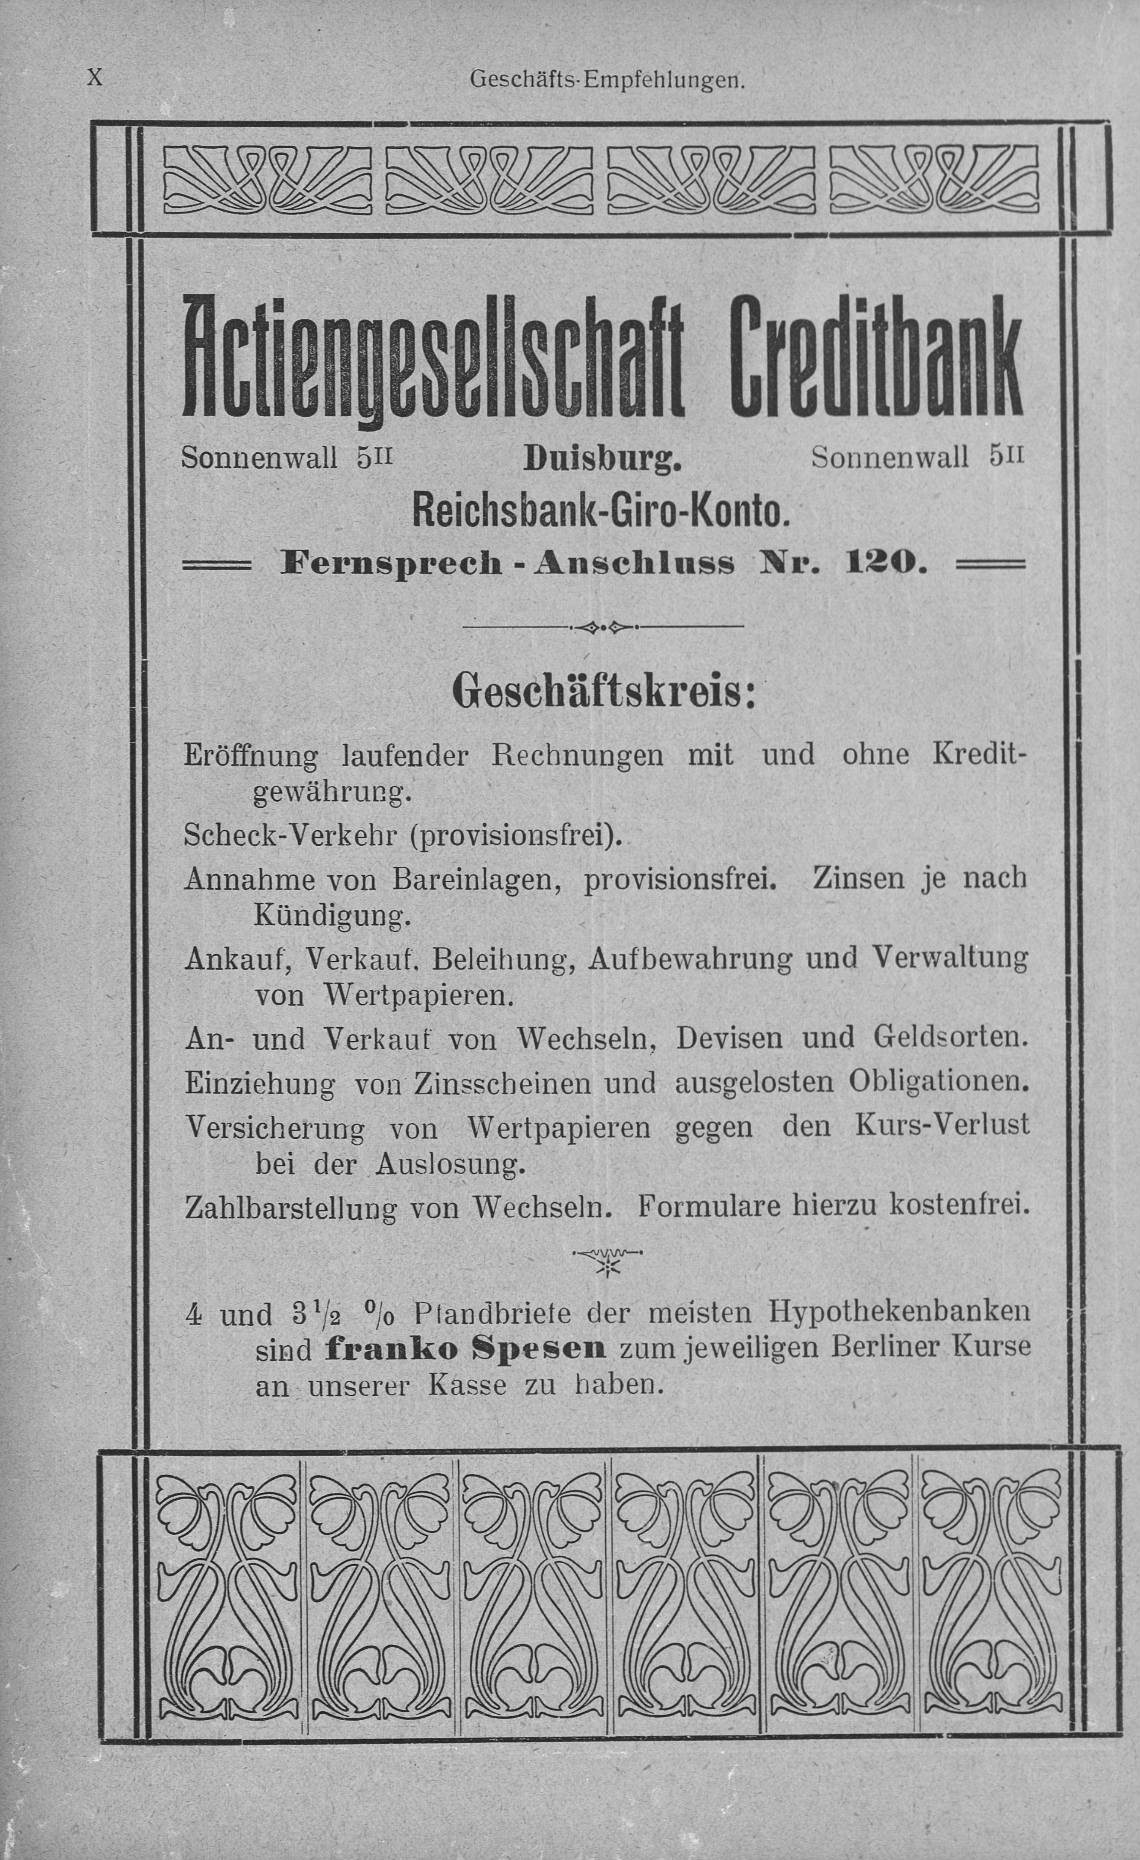 X
Geschäfts-Empfehlungen.
Actiengesellschaft Creditbank
Sonnenwall 5II Duisburg. Sonnenwall 5II
Reichsbank-Giro-Konto.
Fernsprech-Anschluss Nr. 120.
Geschäftskreis:
Eröffnung laufender Rechnungen mit und ohne Kredit-
gewährung.
Scheck-Verkehr (provisionsfrei).
Annahme von Bareinlagen, provisionsfrei. Zinsen je nach
Kündigung.
Ankauf, Verkauf, Beleihung, Aufbewahrung und Verwaltung
von Wertpapieren.
An- und Verkauf von Wechseln, Devisen und Geldsorten.
Einziehung von Zinsscheinen und ausgelosten Obligationen.
Versicherung von Wertpapieren gegen den Kurs-Verlust
bei der Auslosung.
Zahlbarstellung von Wechseln. Formulare hierzu kostenfrei.
4 und 3 1/2 % Pfandbriefe der meisten Hypothekenbanken
sind franko Spesen zum jeweiligen Berliner Kurse
an unserer Kasse zu haben.